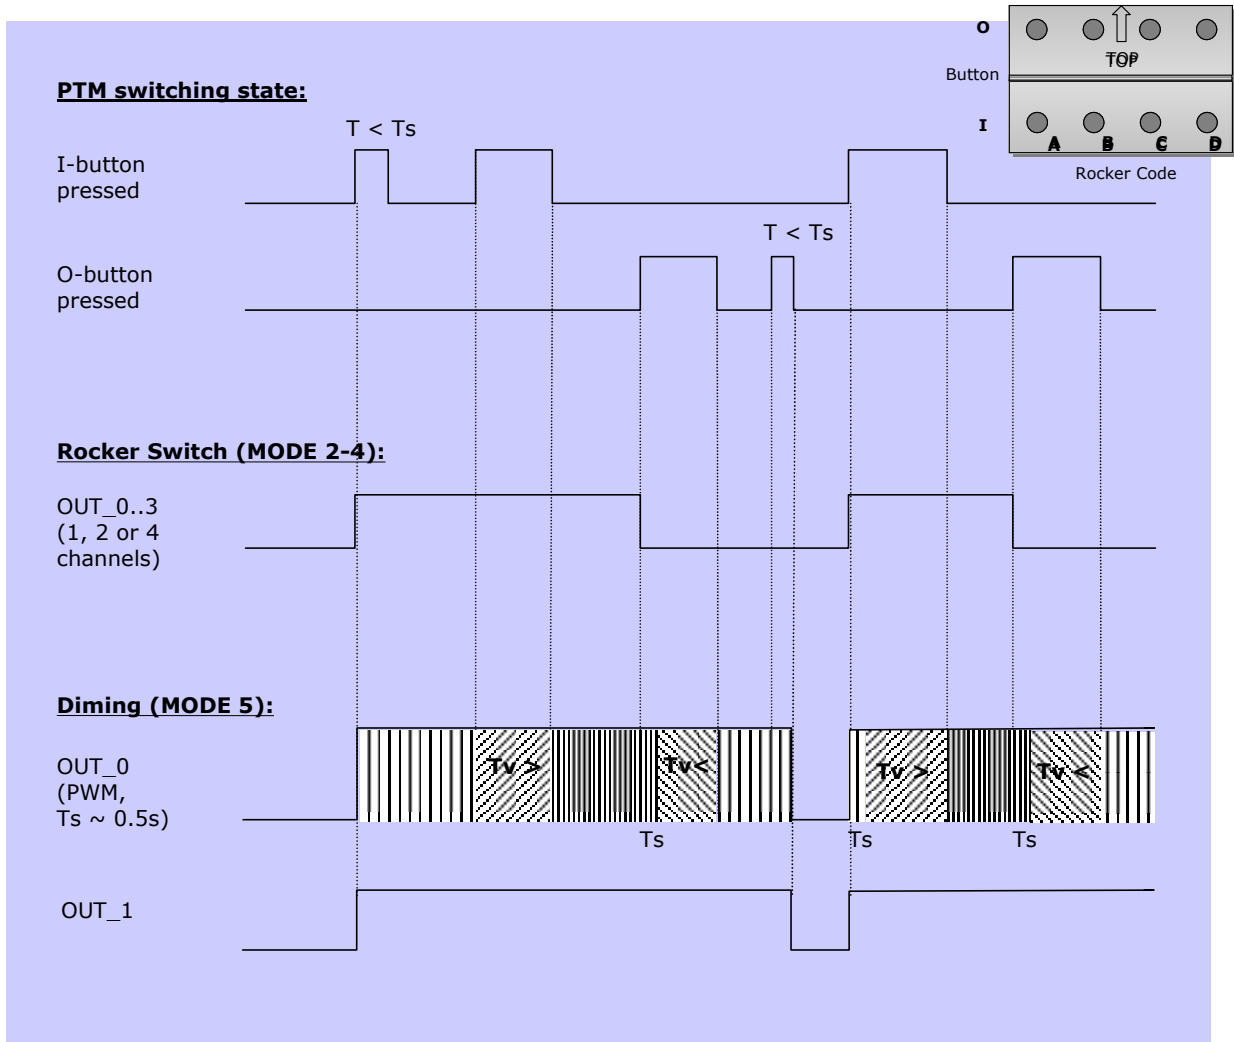 O
TOP
Button
PTM switching state:
I
T < Ts
A B C D
I-button
pressed
Rocker Code
T < Ts
O-button
pressed
Rocker Switch (MODE 2-4):
OUT_0..3
(1, 2 or 4
channels)
Diming (MODE 5):
OUT_0
(PWM,
Ts ~ 0.5s)
Tv > Tv< Tv > Tv <
Ts Ts Ts
OUT_1